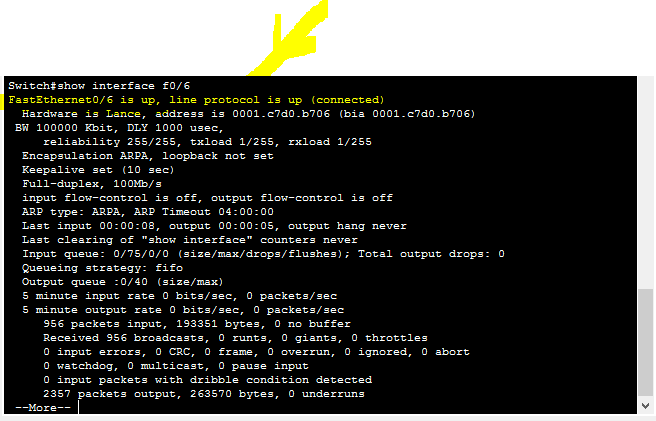 Switch#show interface f0/6
FastEthernet0/6 is up, line protocol is up (connected)
Hardware is Lance, address is 0001.c7d0.b706 (bia 0001.c7d0.b706)
BW 100000 Kbit, DLY 1000 usec,
reliability 255/255, txload 1/255, rxload 1/255
Encapsulation ARPA, loopback not set
Keepalive set (10 sec)
Full-duplex, 100Mb/s
input flow-control is off, output flow-control is off
ARP type: ARPA, ARP Timeout 04:00:00
Last input 00:00:08, output 00:00:05, output hang never
Last clearing of "show interface" counters never
Input queue: 0/75/0/0 (size/max/drops/flushes); Total output drops: 0
Queueing strategy: fifo
Output queue :0/40 (size/max)
5 minute input rate 0 bits/sec, 0 packets/sec
5 minute output rate 0 bits/sec, 0 packets/sec
956 packets input, 193351 bytes, 0 no buffer
Received 956 broadcasts, 0 runts, 0 giants, 0 throttles
0 input errors, 0 CRC, 0 frame, 0 overrun, 0 ignored, 0 abort
0 watchdog, 0 multicast, 0 pause input
0 input packets with dribble condition detected
2357 packets output, 263570 bytes, 0 underruns
--More--